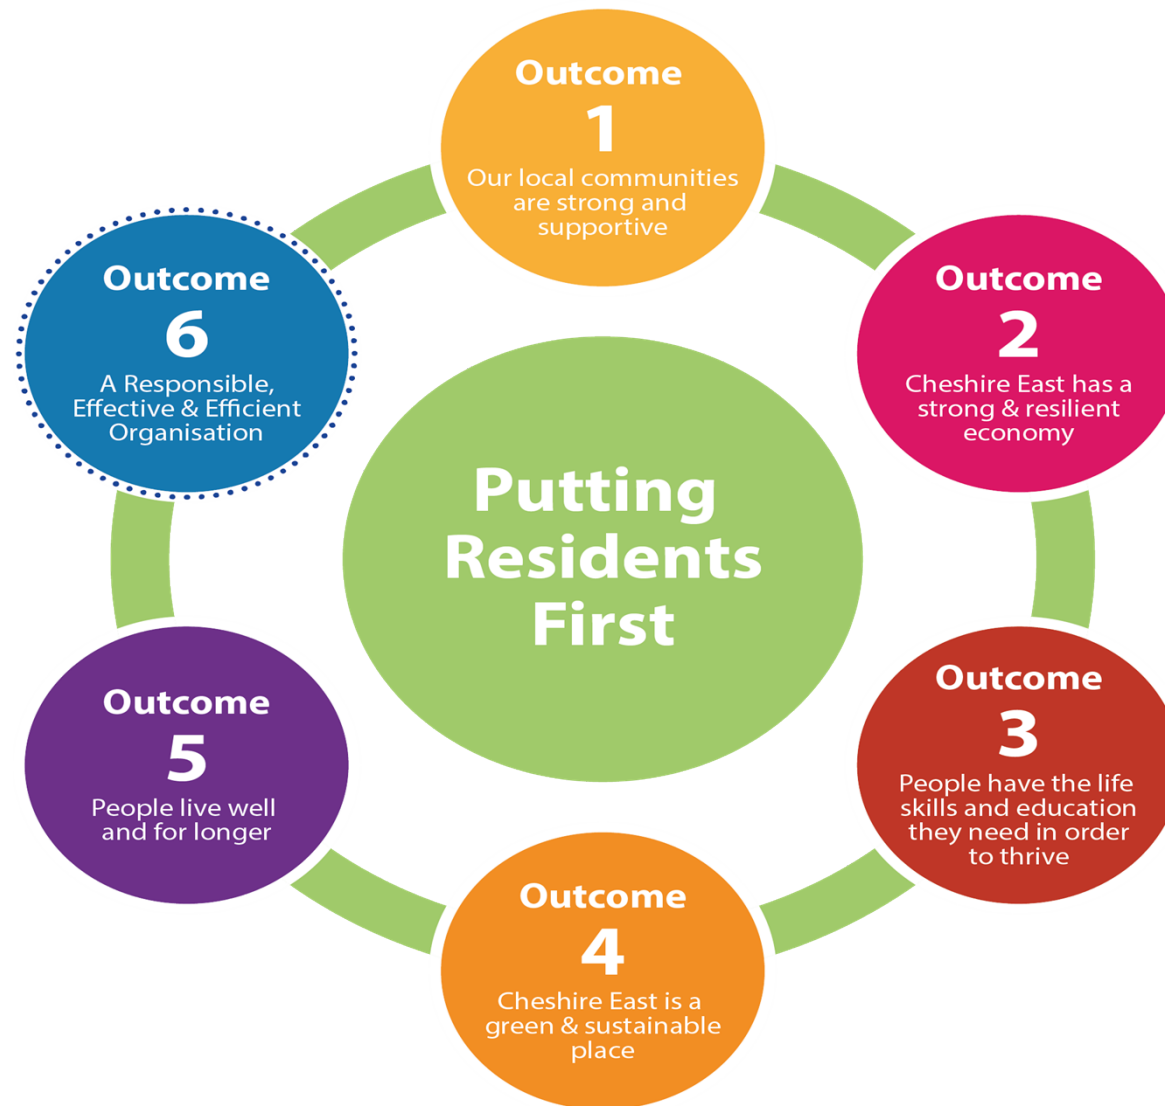 Outcome
1
Our local communities
are strong and
supportive
Outcome
2
Cheshire East has a
strong & resilient
economy
Outcome
3
People have the life
skills and education
they need in order
to thrive
Outcome
4
Cheshire East is a
green & sustainable
place
Outcome
5
People live well
and for longer
Outcome
6
A Responsible,
Effective & Efficient
Organisation
Putting
Residents
First